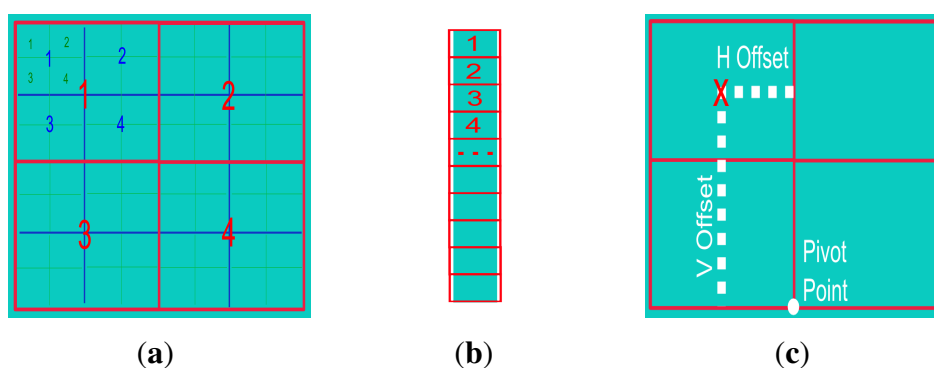 1 2
1 2
3 4
1 2
3 4
3 4
1
2
3
4
---
H Offset
X
V Offset
Pivot
Point
(a) (b) (c)